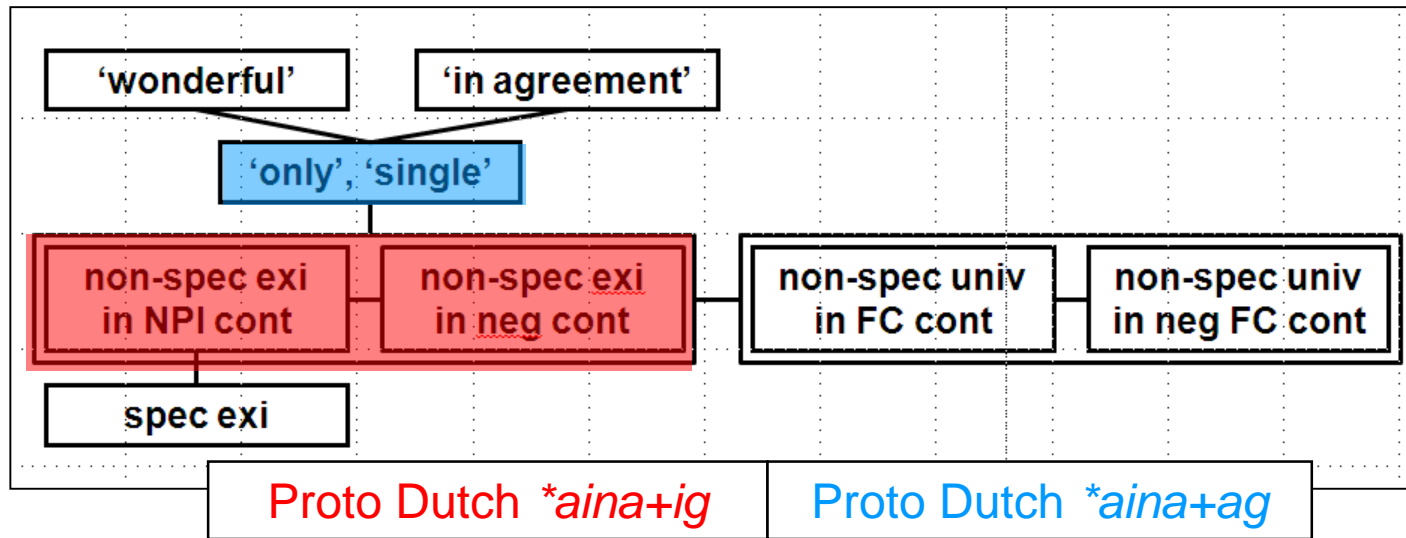 ‘wonderful’ ‘in agreement’
‘only’, ‘single’
non-spec exi non-spec exi non-spec univ non-spec univ
in NPI cont in neg cont in FC cont in neg FC cont
spec exi
Proto Dutch *aina+ig Proto Dutch *aina+ag